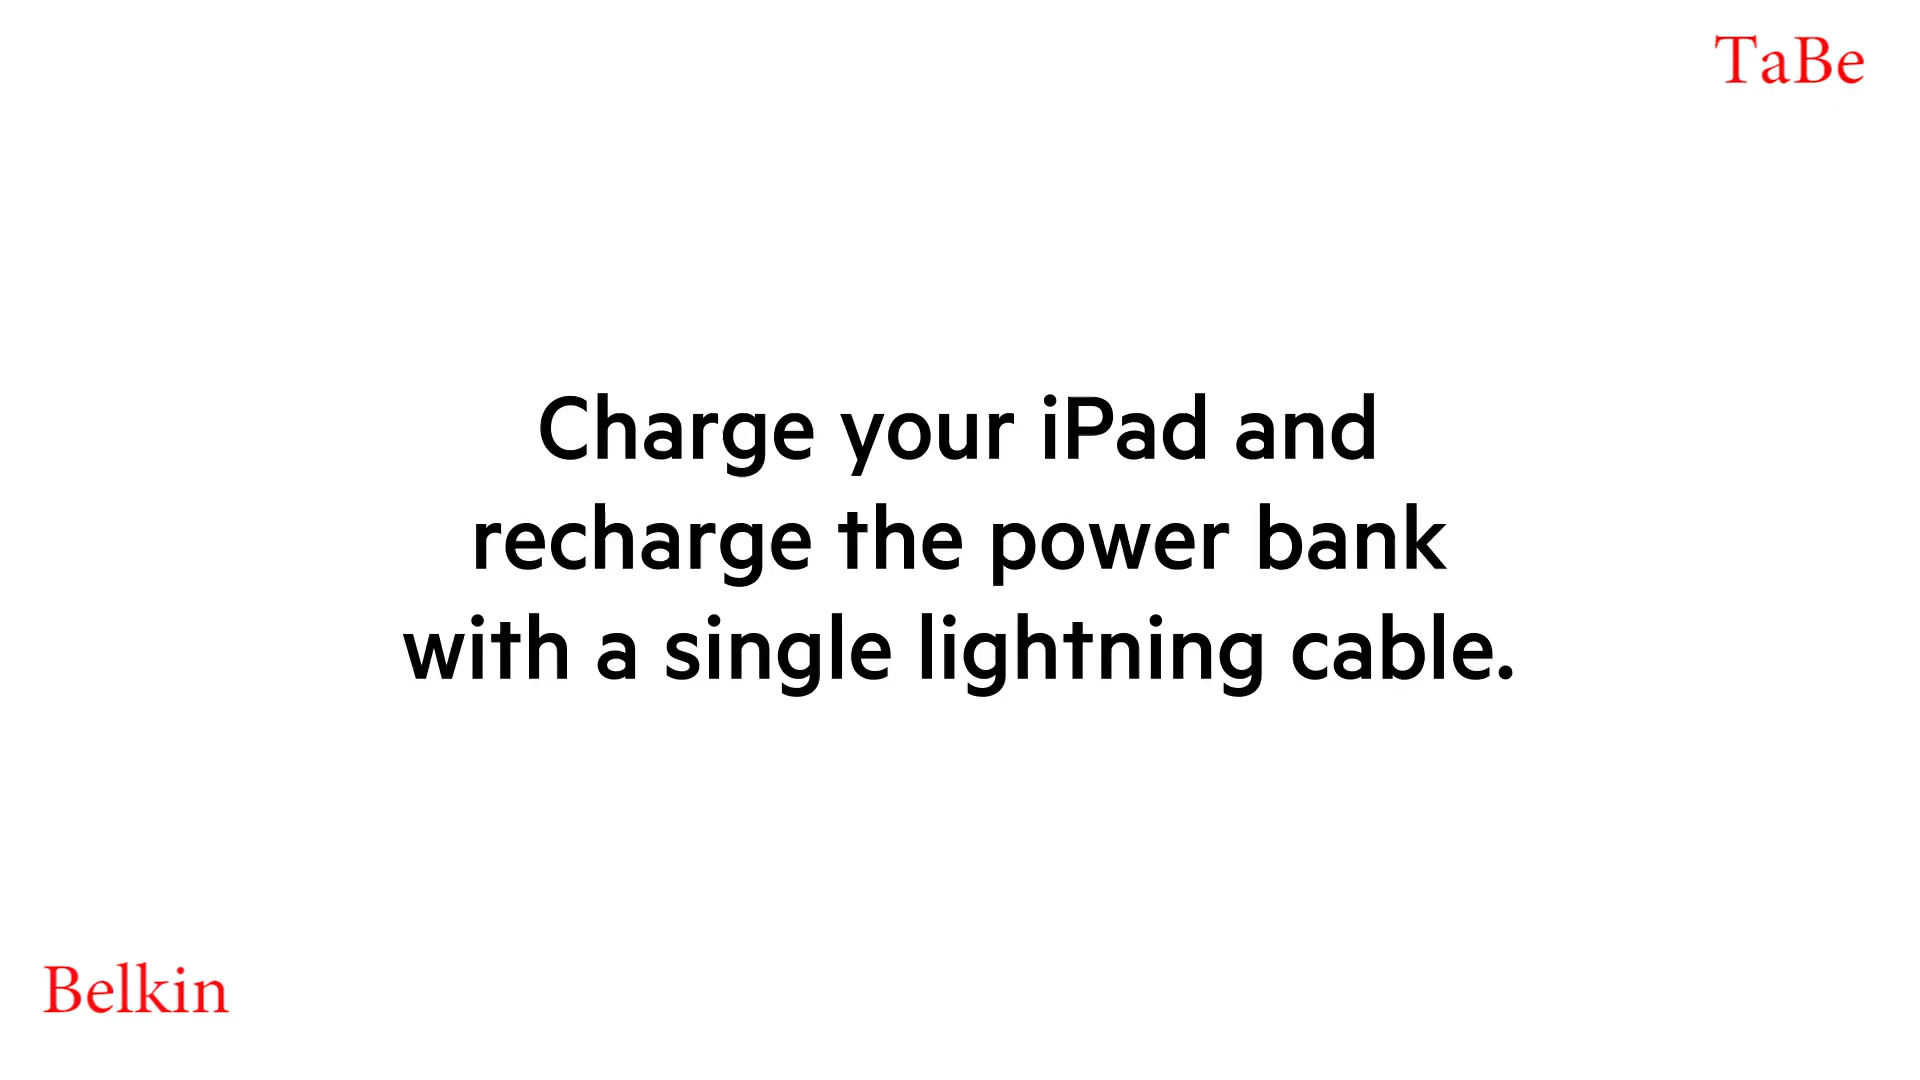 TaBe
Charge your iPad and
recharge the power bank
with a single lightning cable.
Belkin